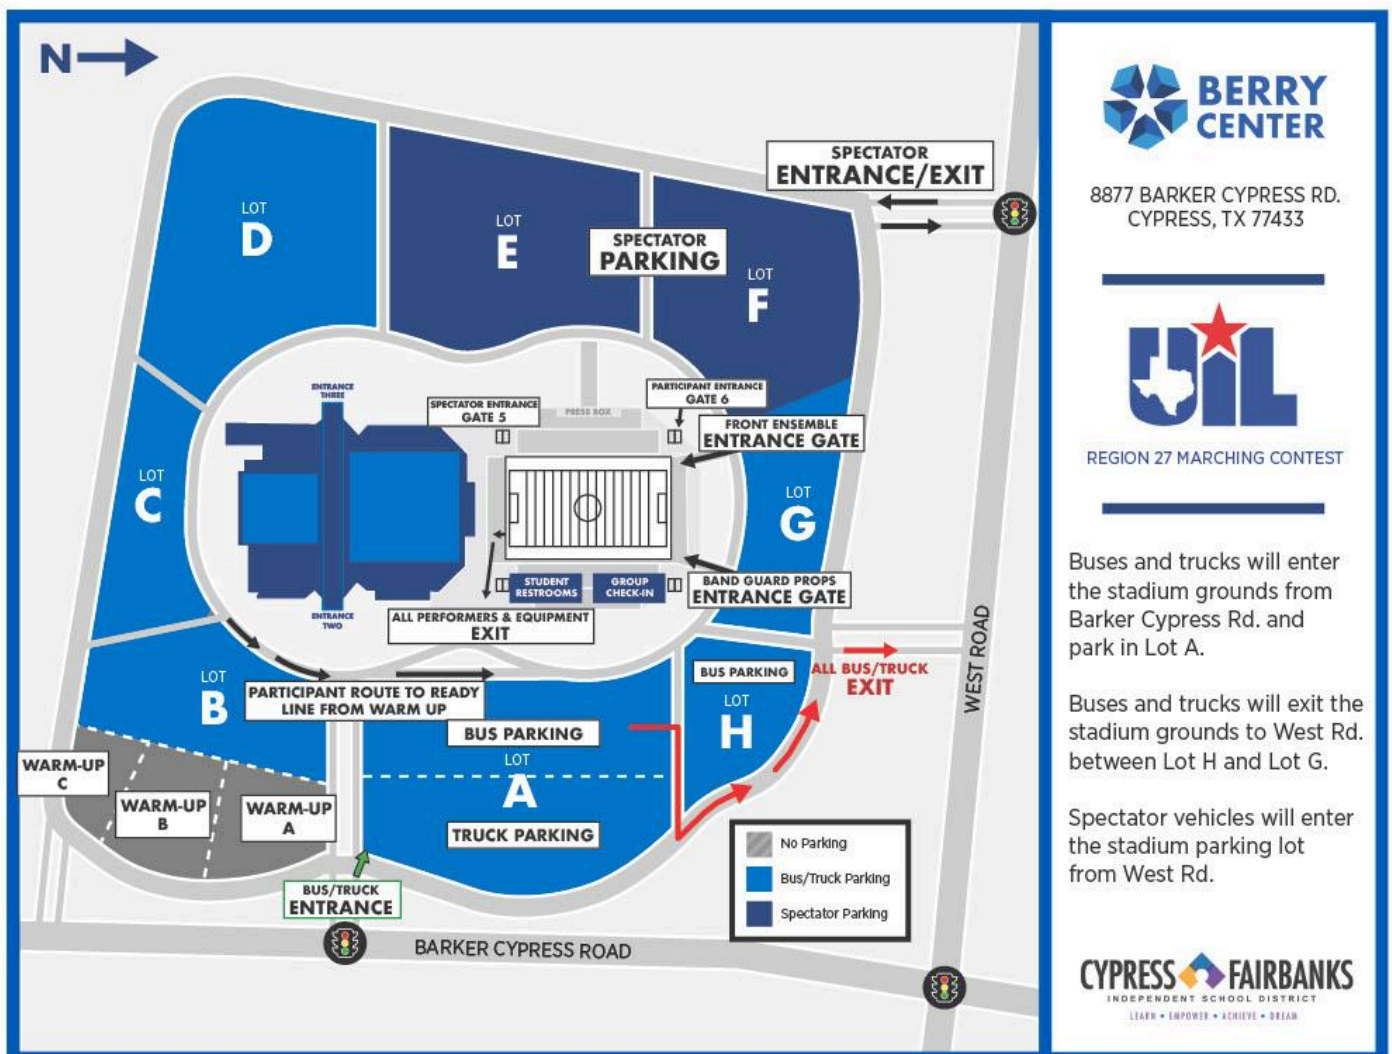 N
SPECTATOR
ENTRANCE/EXIT
LOT
D
LOT
E
SPECTATOR
PARKING
LOT
F
ENTRANCE
THREE
SPECTATOR ENTRANCE
GATE 5
PRESS BOX
PARTICIPANT ENTRANCE
GATE 6
FRONT ENSEMBLE
ENTRANCE GATE
LOT
C
LOT
G
STUDENT
RESTROOMS
GROUP
CHECK-IN
BAND GUARD PROPS
ENTRANCE GATE
ENTRANCE
TWO
ALL PERFORMERS & EQUIPMENT
EXIT
WEST ROAD
LOT
B
PARTICIPANT ROUTE TO READY
LINE FROM WARM UP
BUS PARKING
LOT
H
ALL BUS/TRUCK
EXIT
BUS PARKING
LOT
A
TRUCK PARKING
WARM-UP
C
WARM-UP
B
WARM-UP
A
BUS/TRUCK
ENTRANCE
No Parking
Bus/Truck Parking
Spectator Parking
BARKER CYPRESS ROAD
BERRY
CENTER
8877 BARKER CYPRESS RD.
CYPRESS, TX 77433
UIL
REGION 27 MARCHING CONTEST
Buses and trucks will enter
the stadium grounds from
Barker Cypress Rd. and
park in Lot A.
Buses and trucks will exit the
stadium grounds to West Rd.
between Lot H and Lot G.
Spectator vehicles will enter
the stadium parking lot
from West Rd.
CYPRESS FAIRBANKS
INDEPENDENT SCHOOL DISTRICT
LEARN • EMPOWER • ACHIEVE • DREAM